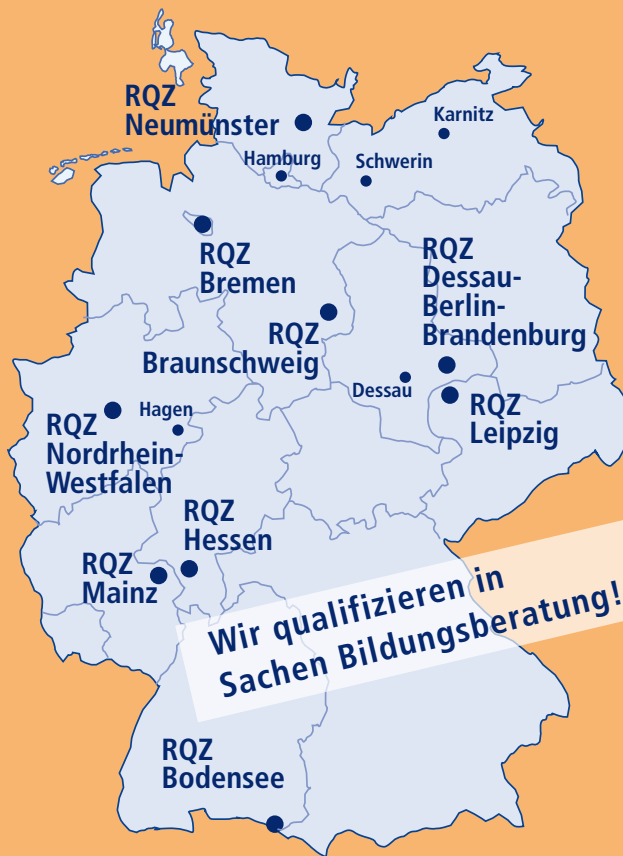 RQZ
Neumünster
Karnitz
Hamburg
Schwerin
RQZ
Bremen
RQZ
Dessau-
Berlin-
Brandenburg
RQZ
Braunschweig
Dessau
RQZ
Leipzig
Hagen
RQZ
Nordrhein-
Westfalen
RQZ
Hessen
RQZ
Mainz
Wir qualifizieren in
Sachen Bildungsberatung!
RQZ
Bodensee